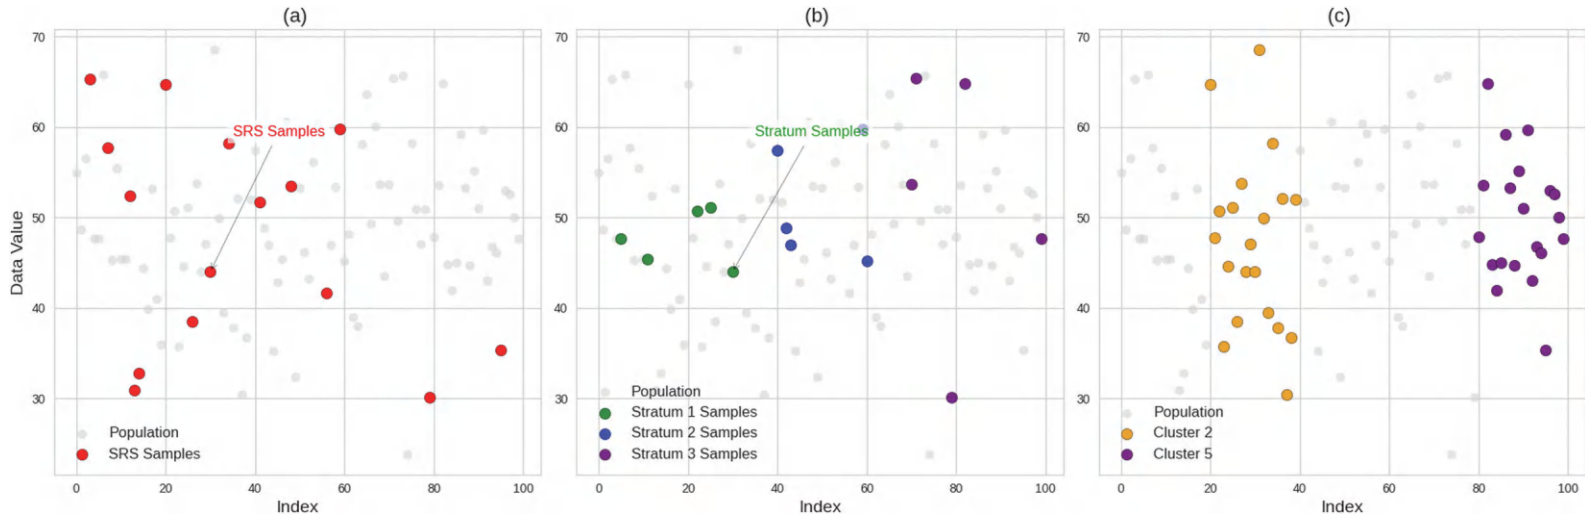 (a)
(b)
(c)
70
60
50
40
30
Data Value
SRS Samples
Population
SRS Samples
0
20
40
60
80
100
Index
70
60
50
40
30
Stratum Samples
Population
Stratum 1 Samples
Stratum 2 Samples
Stratum 3 Samples
0
20
40
60
80
100
Index
70
60
50
40
30
Population
Cluster 2
Cluster 5
0
20
40
60
80
100
Index